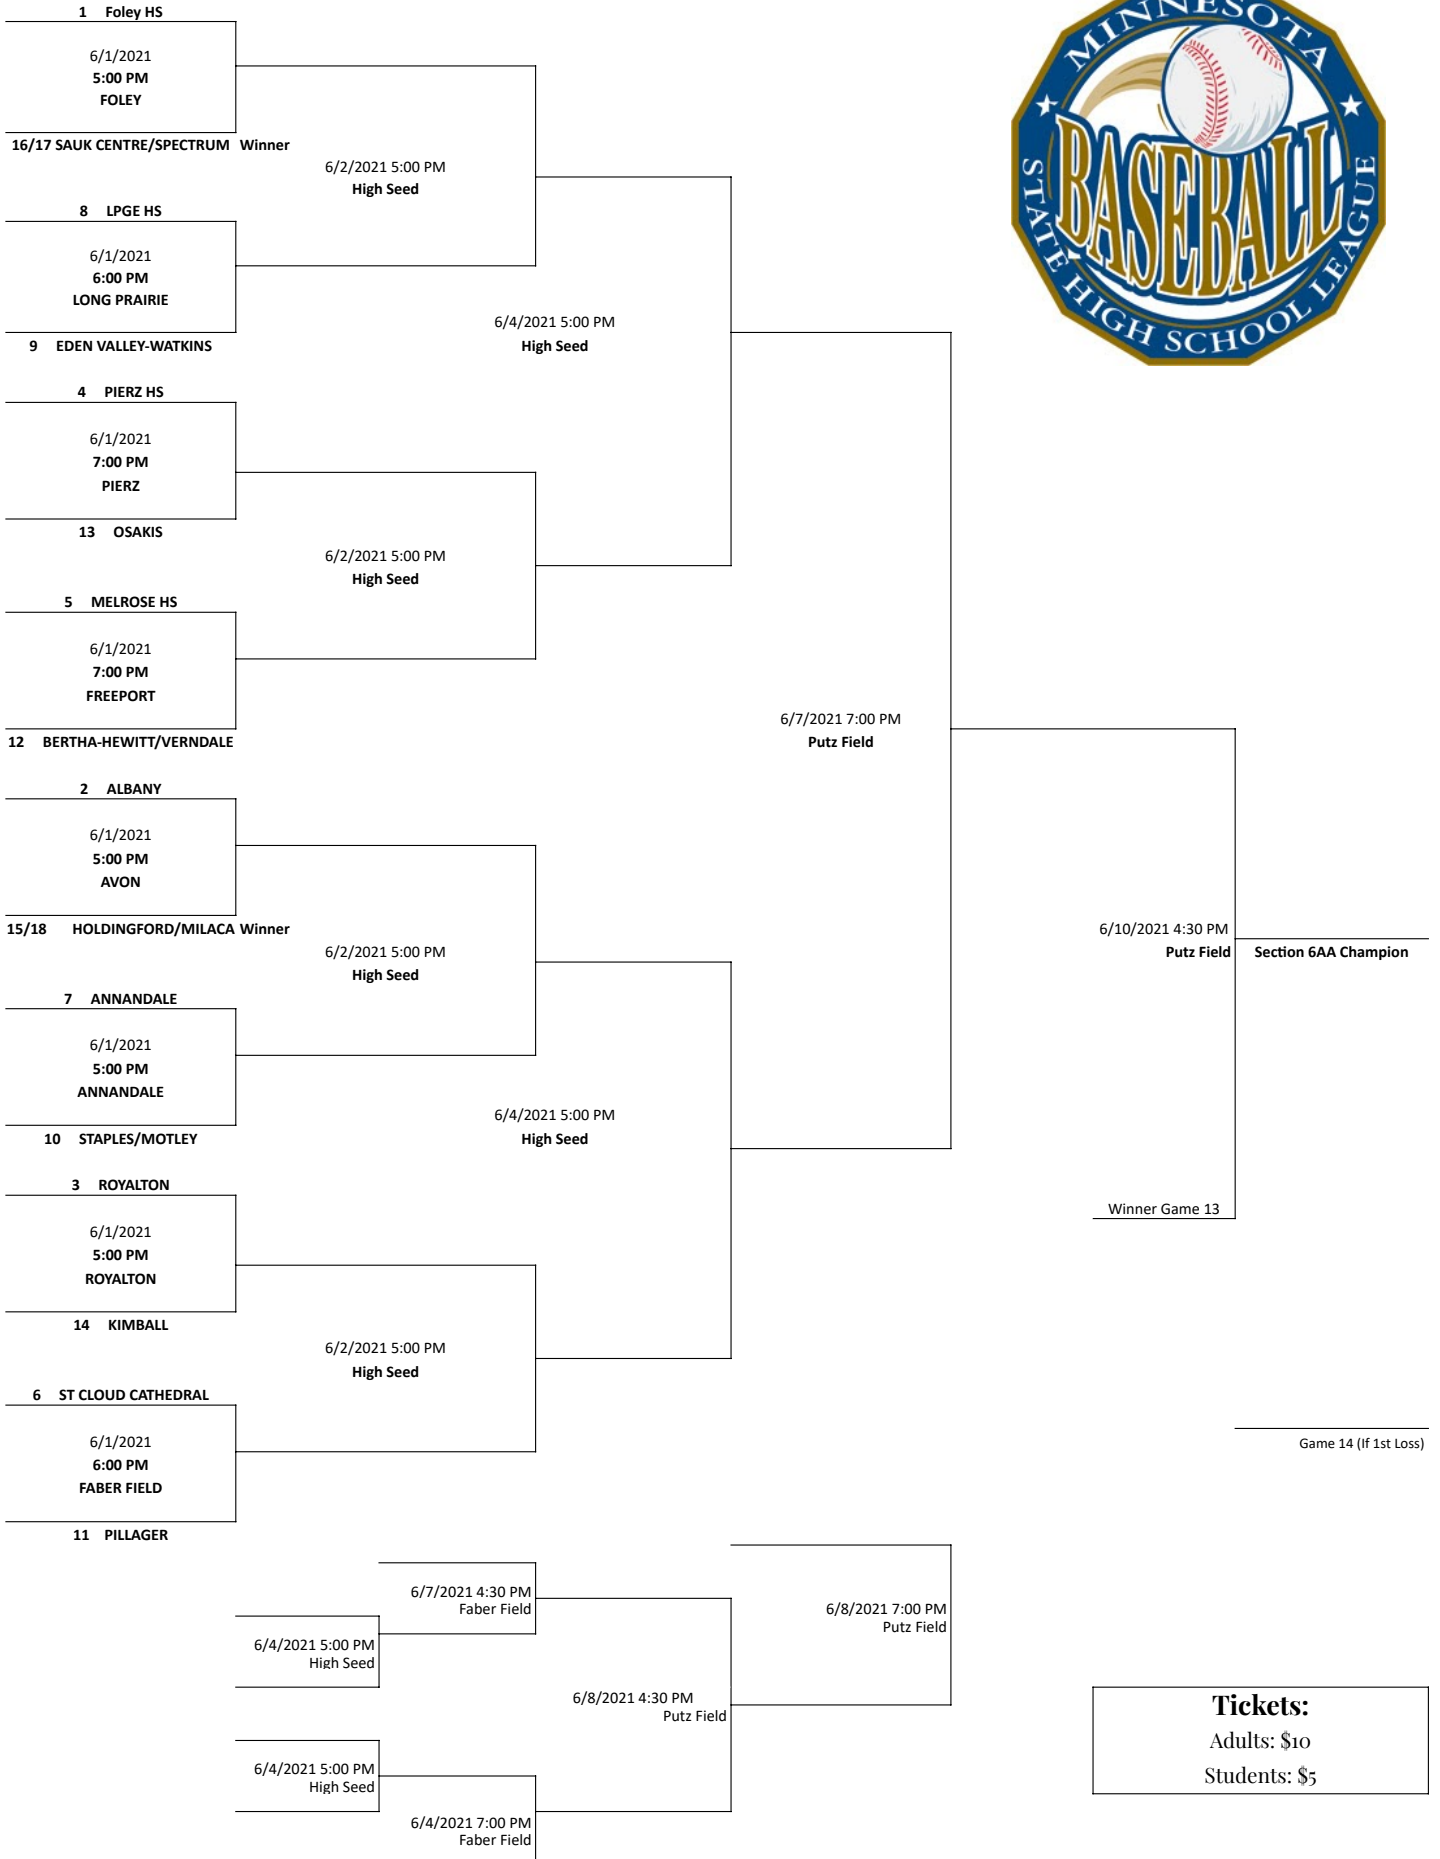 1 Foley HS
6/1/2021
5:00 PM
FOLEY
16/17 SAUK CENTRE/SPECTRUM Winner
6/2/2021 5:00 PM
High Seed
8 LPGE HS
6/1/2021
6:00 PM
LONG PRAIRIE
9 EDEN VALLEY-WATKINS
6/4/2021 5:00 PM
High Seed
4 PIERZ HS
6/1/2021
7:00 PM
PIERZ
13 OSAKIS
6/2/2021 5:00 PM
High Seed
5 MELROSE HS
6/1/2021
7:00 PM
FREEPORT
12 BERTHA-HEWITT/VERNDALE
6/7/2021 7:00 PM
Putz Field
2 ALBANY
6/1/2021
5:00 PM
AVON
15/18 HOLDINGFORD/MILACA Winner
6/2/2021 5:00 PM
High Seed
7 ANNANDALE
6/1/2021
5:00 PM
ANNANDALE
10 STAPLES/MOTLEY
6/4/2021 5:00 PM
High Seed
3 ROYALTON
6/1/2021
5:00 PM
ROYALTON
14 KIMBALL
6/2/2021 5:00 PM
High Seed
6 ST CLOUD CATHEDRAL
6/1/2021
6:00 PM
FABER FIELD
11 PILLAGER
MINNESOTA
BASEBALL
STATE HIGH SCHOOL LEAGUE
6/10/2021 4:30 PM
Putz Field
Section 6AA Champion
Winner Game 13
Game 14 (If 1st Loss)
6/7/2021 4:30 PM
Faber Field
6/4/2021 5:00 PM
High Seed
6/8/2021 7:00 PM
Putz Field
6/8/2021 4:30 PM
Putz Field
6/4/2021 5:00 PM
High Seed
6/4/2021 7:00 PM
Faber Field
Tickets:
Adults: $10
Students: $5